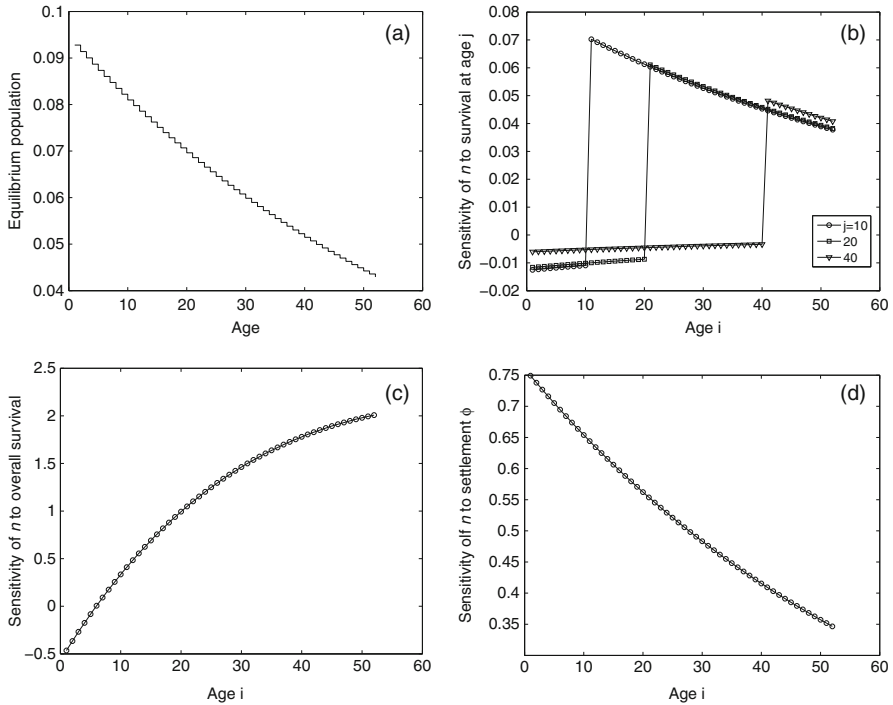 (a)
Equilibrium population
0.1
0.09
0.08
0.07
0.06
0.05
0.04
0 10 20 30 40 50 60
Age
(b)
Sensitivity of n to survival at age j
0.08
0.07
0.06
0.05
0.04
0.03
0.02
0.01
0
−0.01
−0.02
0 10 20 30 40 50 60
Age i
j=10
20
40
(c)
Sensitivity of n to overall survival
2.5
2
1.5
1
0.5
0
−0.5
0 10 20 30 40 50 60
Age i
(d)
Sensitivity olf n to settlement ϕ
0.75
0.7
0.65
0.6
0.55
0.5
0.45
0.4
0.35
0 10 20 30 40 50 60
Age i